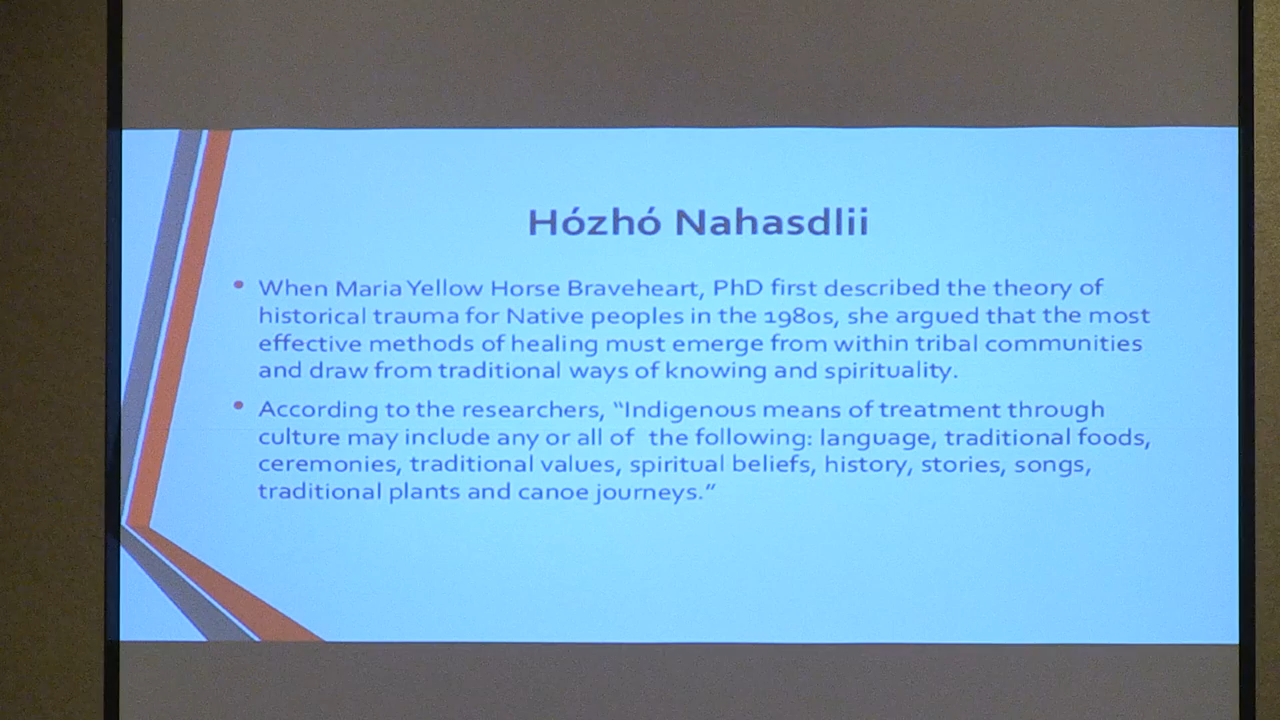 Hózhó Nahasdlii
• When Maria Yellow Horse Braveheart, PhD first described the theory of
historical trauma for Native peoples in the 1980s, she argued that the most
effective methods of healing must emerge from within tribal communities
and draw from traditional ways of knowing and spirituality.
• According to the researchers, “Indigenous means of treatment through
culture may include any or all of  the following: language, traditional foods,
ceremonies, traditional values, spiritual beliefs, history, stories, songs,
traditional plants and canoe journeys.”